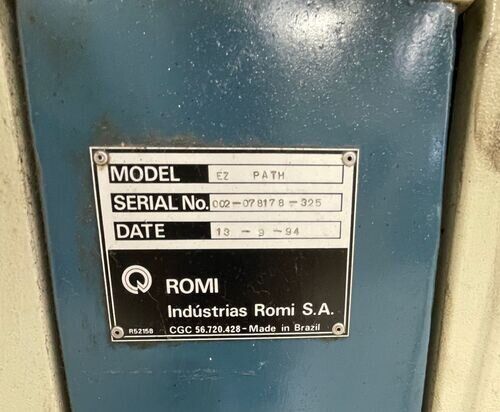 MODEL EZ PATH
SERIAL No. 002-078178-325
DATE 13-9-94
ROMI
Indústrias Romi S.A.
R5215B CGC 56.720.428-Made in Brazil